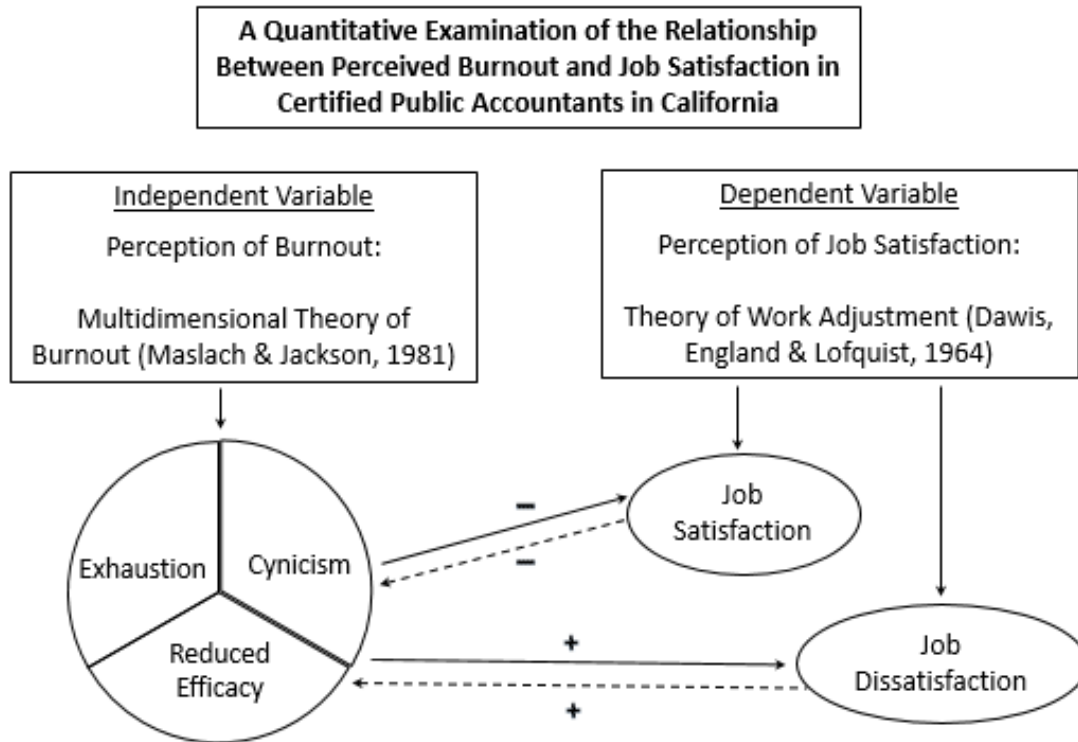 A Quantitative Examination of the Relationship
Between Perceived Burnout and Job Satisfaction in
Certified Public Accountants in California
Independent Variable
Perception of Burnout:
Multidimensional Theory of
Burnout (Maslach & Jackson, 1981)
Dependent Variable
Perception of Job Satisfaction:
Theory of Work Adjustment (Dawis,
England & Lofquist, 1964)
Exhaustion
Cynicism
Reduced
Efficacy
–
–
Job
Satisfaction
+
+
Job
Dissatisfaction